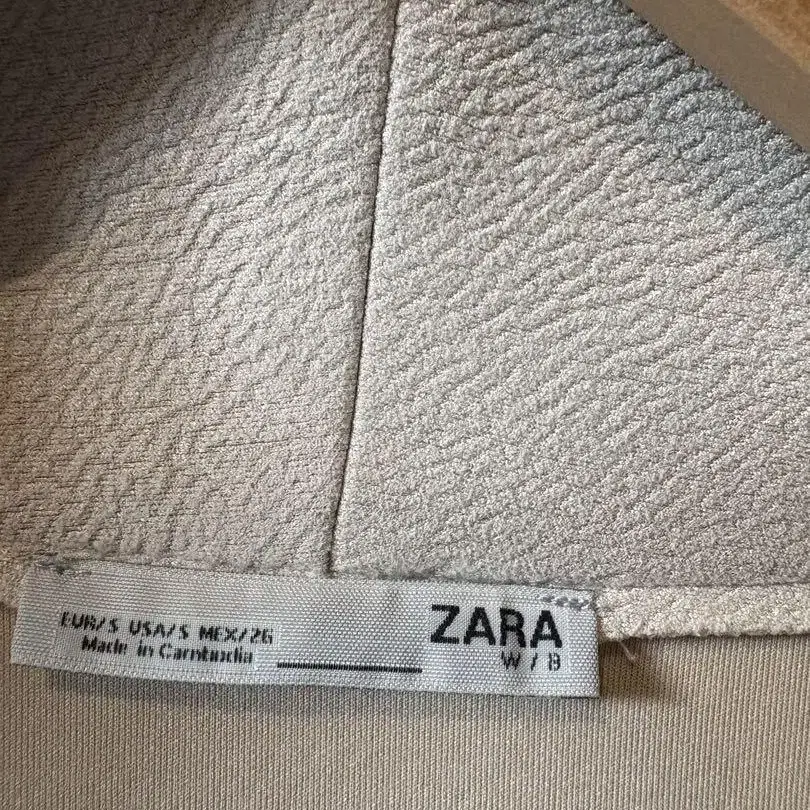 EUR/S USA/S MEX/26
Made in Cambodia
ZARA
W / B